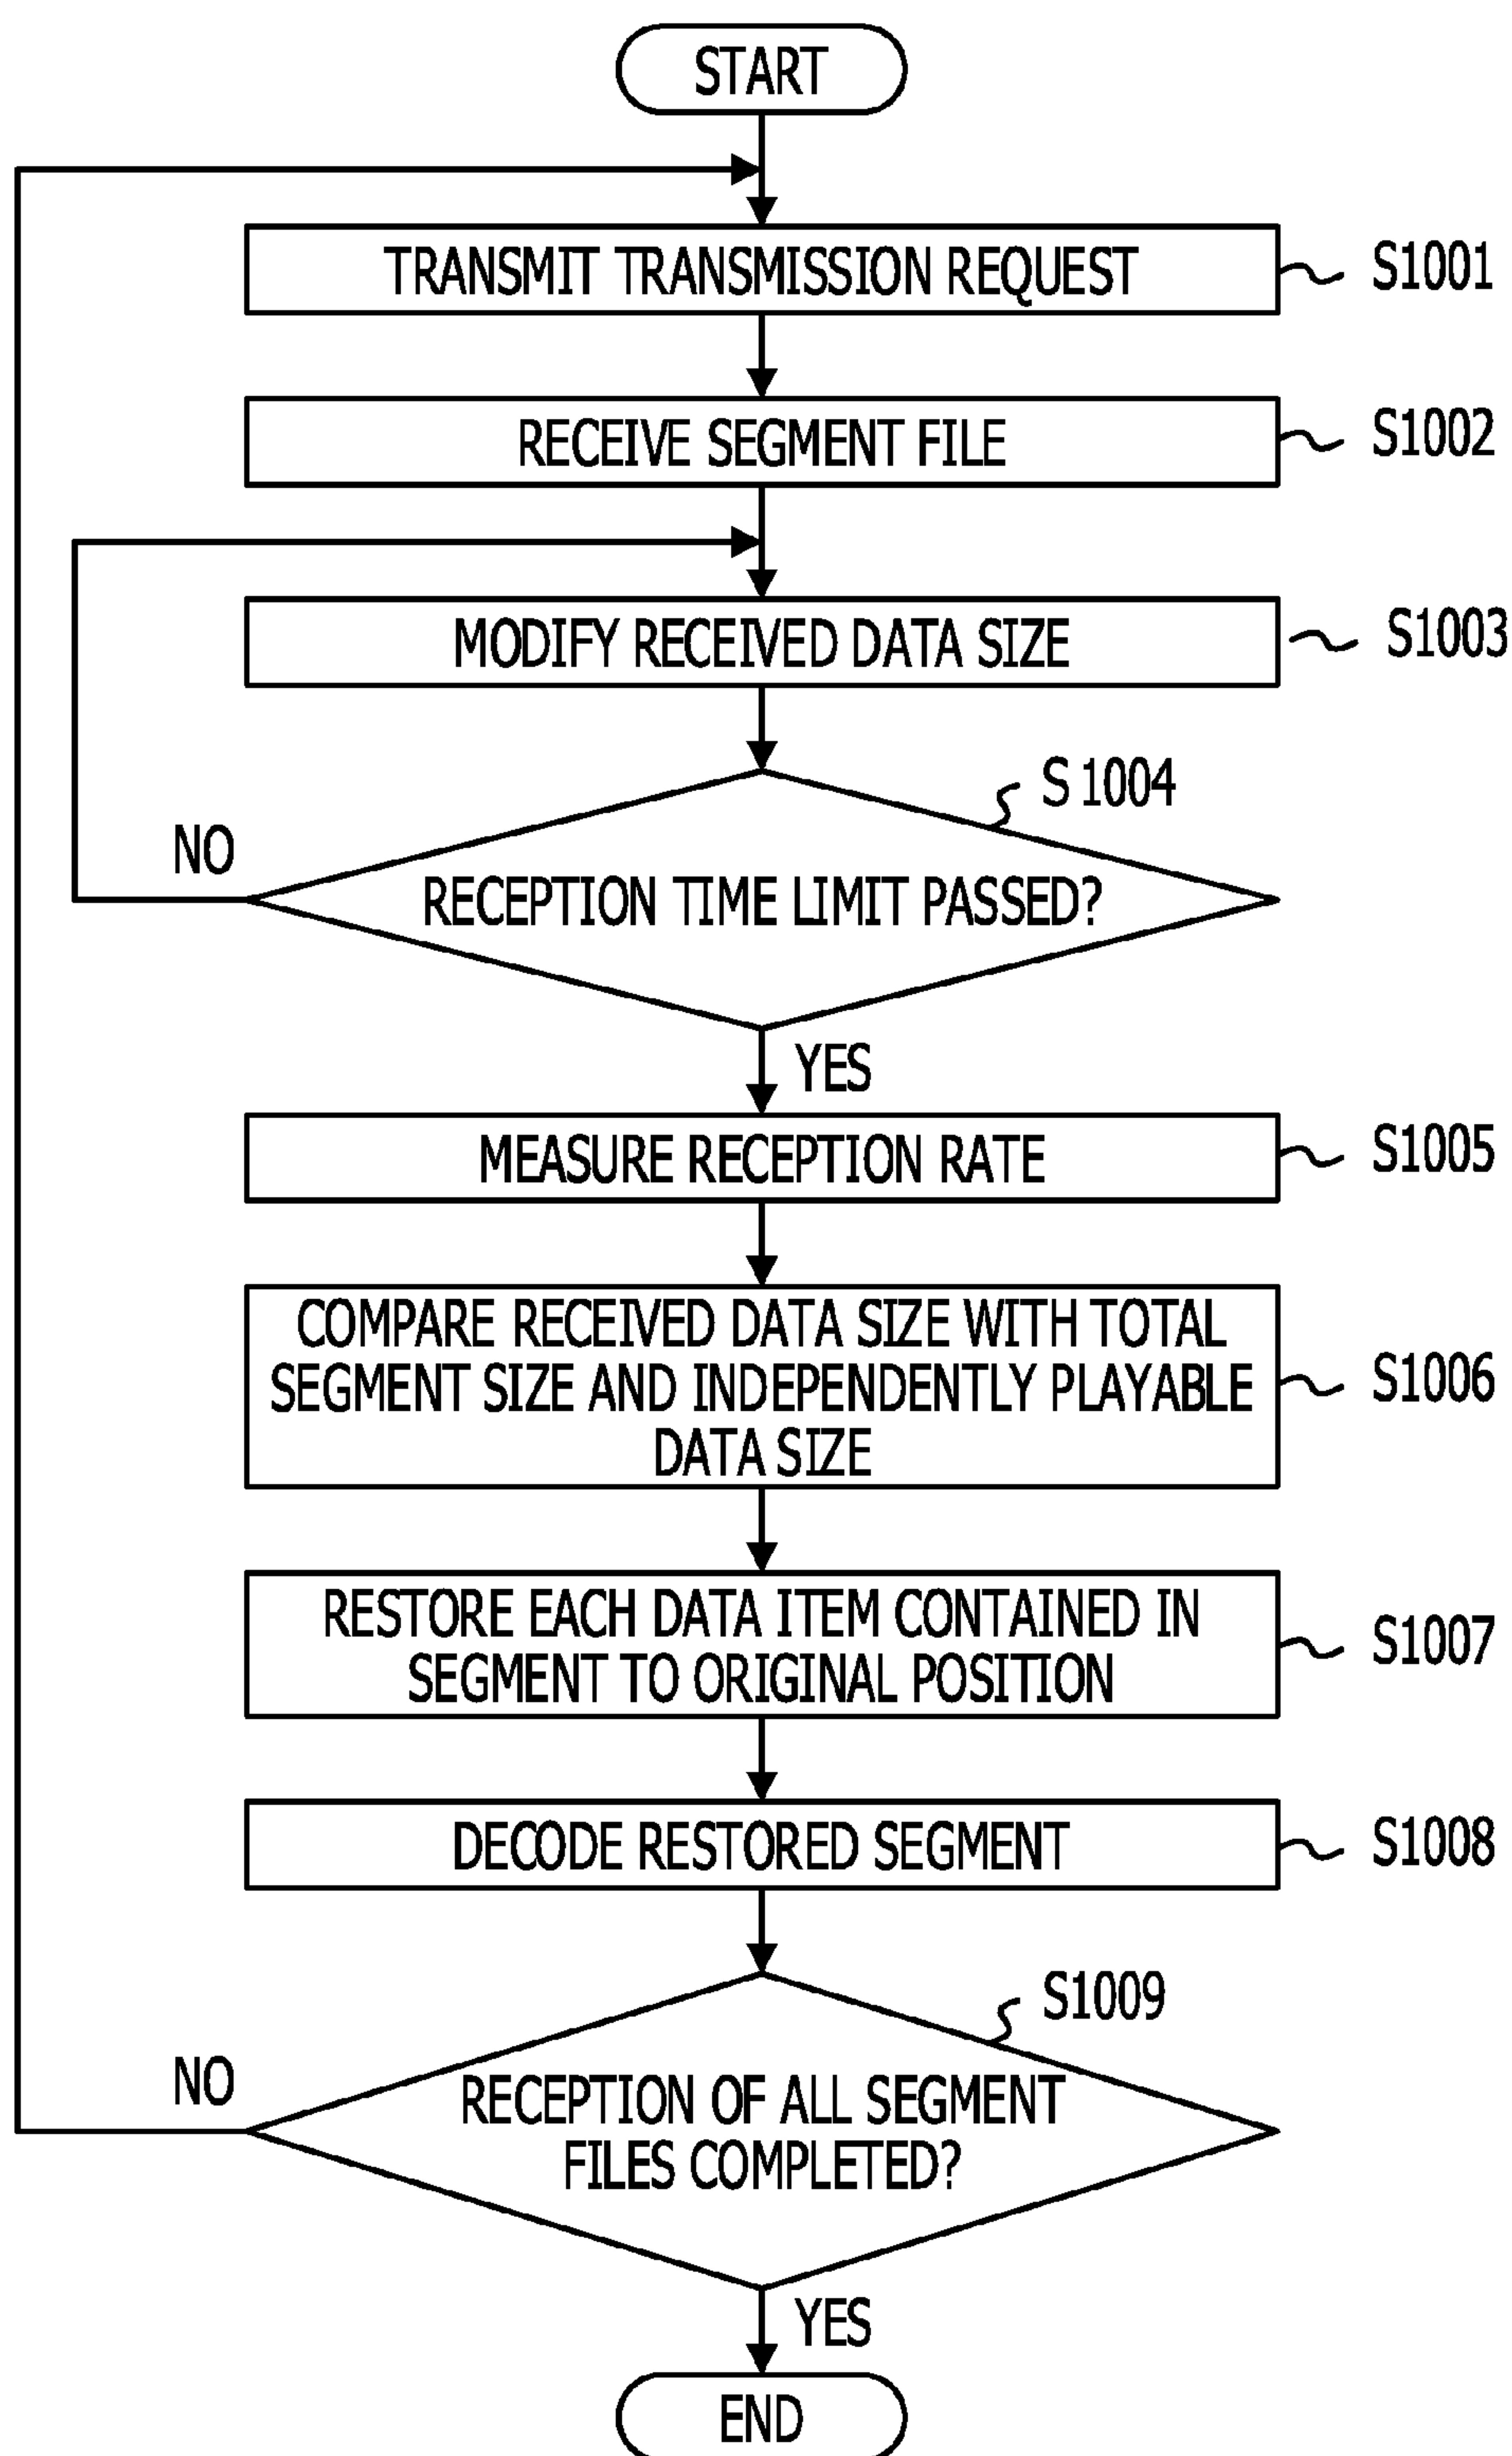 START
TRANSMIT TRANSMISSION REQUEST
S1001
RECEIVE SEGMENT FILE
S1002
MODIFY RECEIVED DATA SIZE
S1003
S1004
NO
RECEPTION TIME LIMIT PASSED?
YES
MEASURE RECEPTION RATE
S1005
COMPARE RECEIVED DATA SIZE WITH TOTAL
SEGMENT SIZE AND INDEPENDENTLY PLAYABLE
DATA SIZE
S1006
RESTORE EACH DATA ITEM CONTAINED IN
SEGMENT TO ORIGINAL POSITION
S1007
DECODE RESTORED SEGMENT
S1008
S1009
NO
RECEPTION OF ALL SEGMENT
FILES COMPLETED?
YES
END